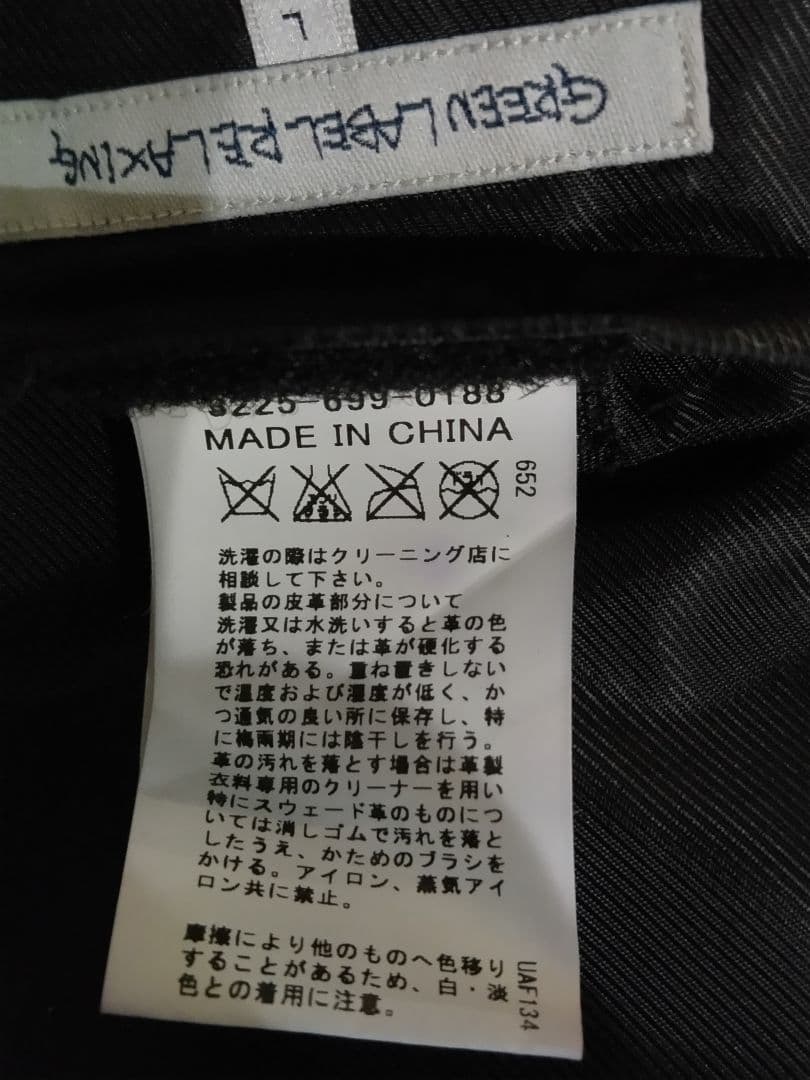 L
GREEN LABEL RELAXING
3225-699-0188
MADE IN CHINA
652
ドライ
洗濯の際はクリーニング店に
相談して下さい。
製品の皮革部分について
洗濯又は水洗いすると革の色
が落ち、または革が硬化する
恐れがある。重ね置きしない
で温度および湿度が低く、か
つ通気の良い所に保存し、特
に梅雨期には陰干しを行う。
革の汚れを落とす場合は革製
衣料専用のクリーナーを用い
特にスウェード革のものにつ
いては消しゴムで汚れを落と
したうえ、かためのブラシを
かける。アイロン、蒸気アイ
ロン共に禁止。
摩擦により他のものへ色移り
することがあるため、白・淡
色との着用に注意。
UAF134